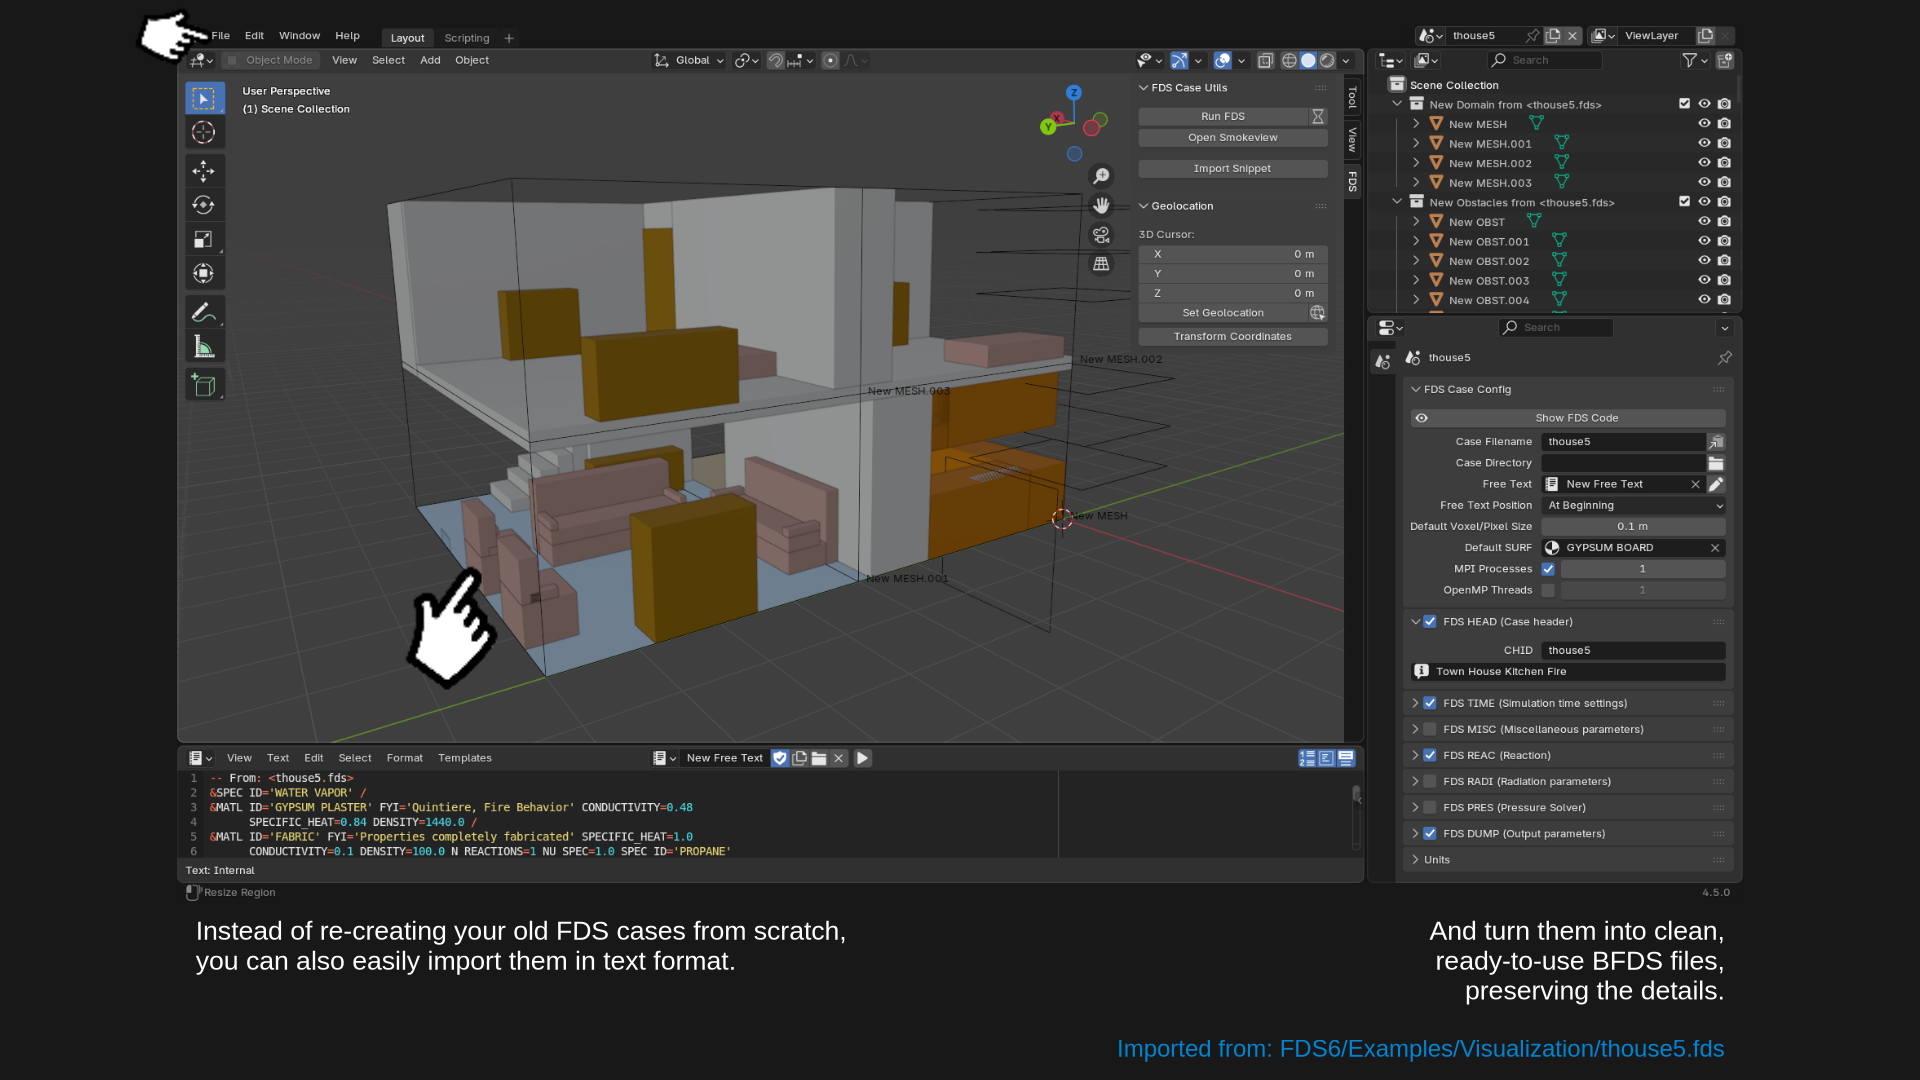 File Edit Window Help Layout Scripting
thouse5 ViewLayer
Object Mode View Select Add Object Global
Search
User Perspective
(1) Scene Collection
Z
X
Y
FDS Case Utils
Run FDS
Open Smokeview
Import Snippet
Geolocation
3D Cursor:
X 0 m
Y 0 m
Z 0 m
Set Geolocation
Transform Coordinates
Tool
View
FDS
New MESH.002
New MESH.003
New MESH
New MESH.001
Scene Collection
New Domain from <thouse5.fds>
New MESH
New MESH.001
New MESH.002
New MESH.003
New Obstacles from <thouse5.fds>
New OBST
New OBST.001
New OBST.002
New OBST.003
New OBST.004
Search
thouse5
FDS Case Config
Show FDS Code
Case Filename thouse5
Case Directory
Free Text New Free Text
Free Text Position At Beginning
Default Voxel/Pixel Size 0.1 m
Default SURF GYPSUM BOARD
MPI Processes 1
OpenMP Threads 1
FDS HEAD (Case header)
CHID thouse5
Town House Kitchen Fire
FDS TIME (Simulation time settings)
FDS MISC (Miscellaneous parameters)
FDS REAC (Reaction)
FDS RADI (Radiation parameters)
FDS PRES (Pressure Solver)
FDS DUMP (Output parameters)
Units
View Text Edit Select Format Templates New Free Text
1 -- From: <thouse5.fds>
2 &SPEC ID='WATER VAPOR' /
3 &MATL ID='GYPSUM PLASTER' FYI='Quintiere, Fire Behavior' CONDUCTIVITY=0.48
4 SPECIFIC_HEAT=0.84 DENSITY=1440.0 /
5 &MATL ID='FABRIC' FYI='Properties completely fabricated' SPECIFIC_HEAT=1.0
6 CONDUCTIVITY=0.1 DENSITY=100.0 N_REACTIONS=1 NU_SPEC=1.0 SPEC_ID='PROPANE'
Text: Internal
Resize Region
4.5.0
Instead of re-creating your old FDS cases from scratch,
you can also easily import them in text format.
And turn them into clean,
ready-to-use BFDS files,
preserving the details.
Imported from: FDS6/Examples/Visualization/thouse5.fds